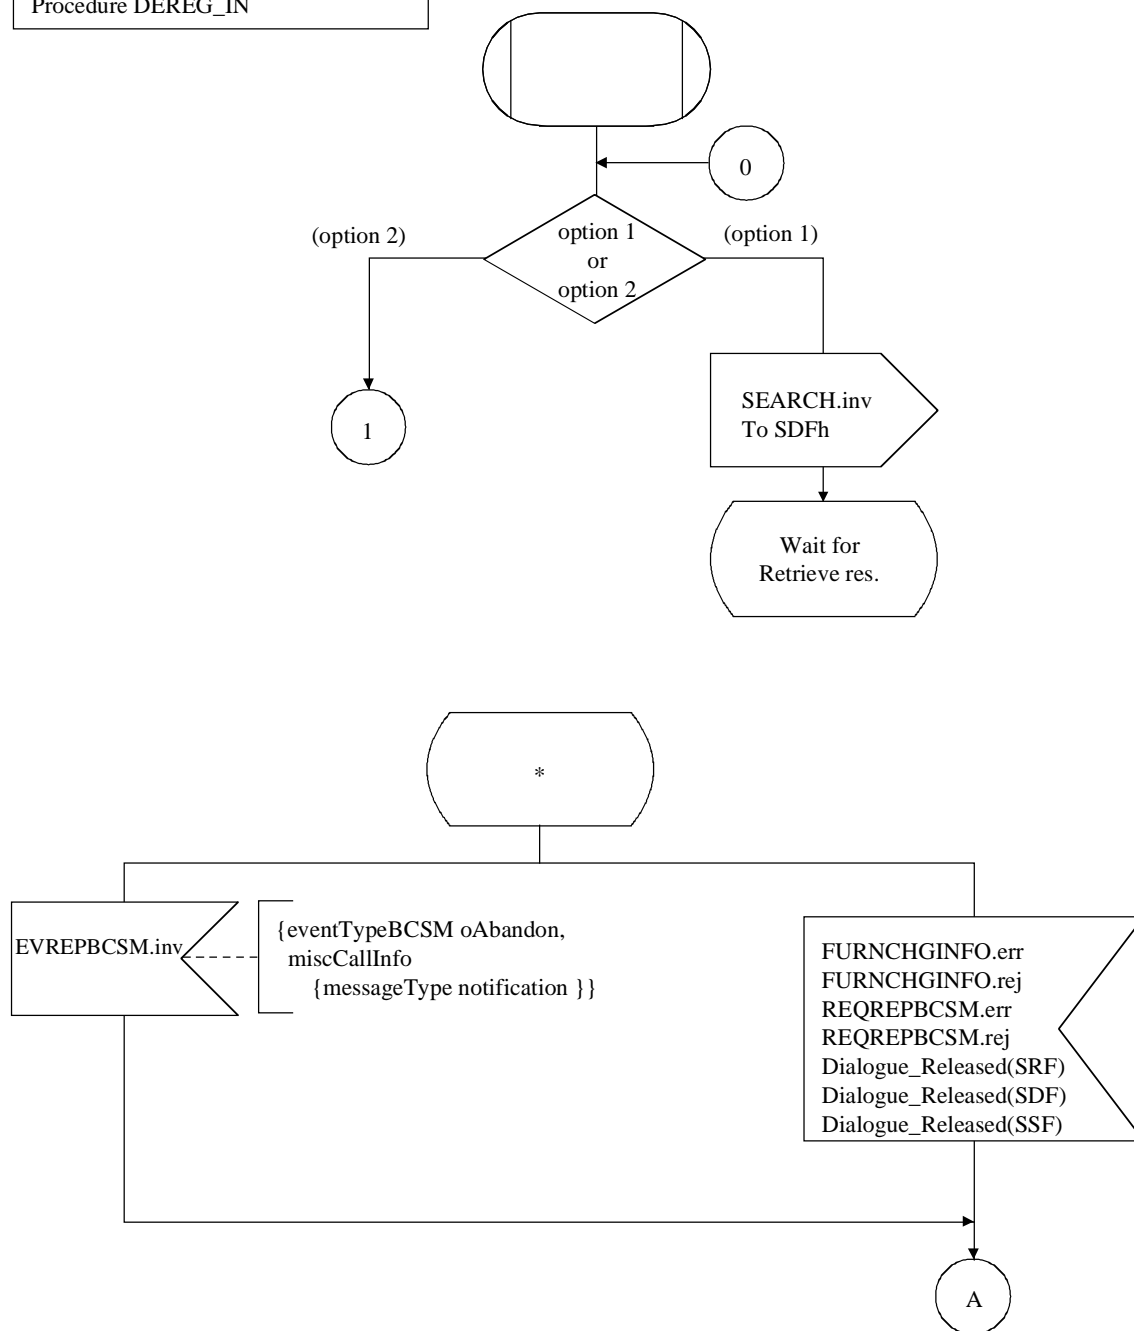 Procedure DEREG_IN
0
(option 2)
option 1
or
option 2
(option 1)
1
SEARCH.inv
To SDFh
Wait for
Retrieve res.
*
EVREPBCSM.inv
{eventTypeBCSM oAbandon,
miscCallInfo
{messageType notification }}
FURNCHGINFO.err
FURNCHGINFO.rej
REQREPBCSM.err
REQREPBCSM.rej
Dialogue_Released(SRF)
Dialogue_Released(SDF)
Dialogue_Released(SSF)
A